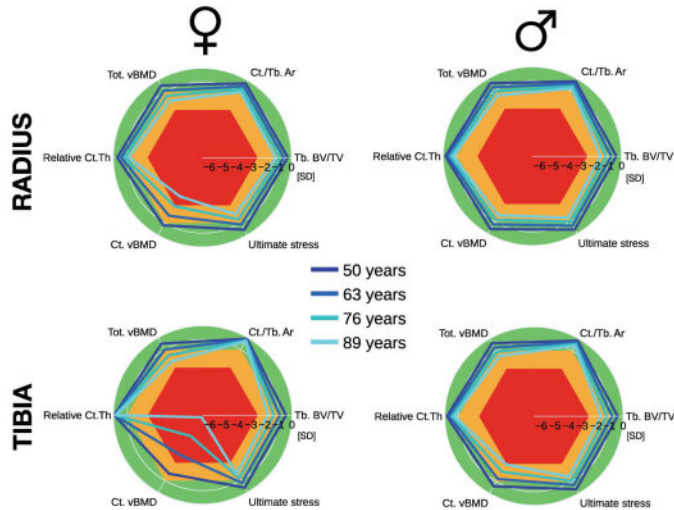 ♀ ♂
RADIUS
Tot. vBMD
Ct./Tb. Ar
Relative Ct.Th
−6−5−4−3−2−1 0
Tb. BV/TV
[SD]
Ct. vBMD
Ultimate stress
Tot. vBMD
Ct./Tb. Ar
Relative Ct.Th
−6−5−4−3−2−1 0
Tb. BV/TV
[SD]
Ct. vBMD
Ultimate stress
50 years
63 years
76 years
89 years
TIBIA
Tot. vBMD
Ct./Tb. Ar
Relative Ct.Th
−6−5−4−3−2−1 0
Tb. BV/TV
[SD]
Ct. vBMD
Ultimate stress
Tot. vBMD
Ct./Tb. Ar
Relative Ct.Th
−6−5−4−3−2−1 0
Tb. BV/TV
[SD]
Ct. vBMD
Ultimate stress